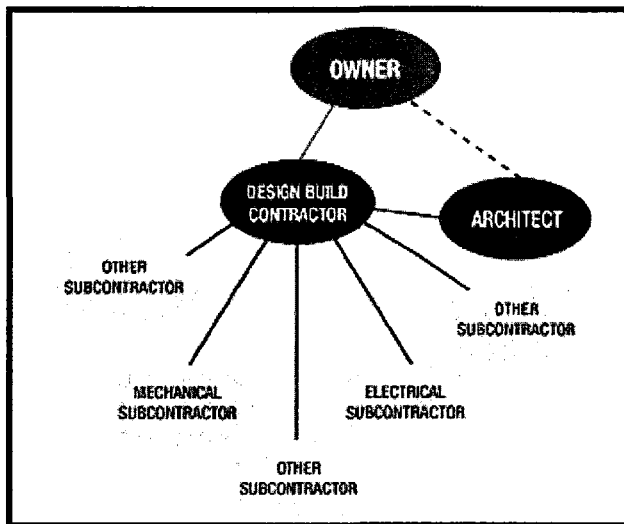 OWNER
DESIGN BUILD
CONTRACTOR
ARCHITECT
OTHER
SUBCONTRACTOR
OTHER
SUBCONTRACTOR
MECHANICAL
SUBCONTRACTOR
ELECTRICAL
SUBCONTRACTOR
OTHER
SUBCONTRACTOR